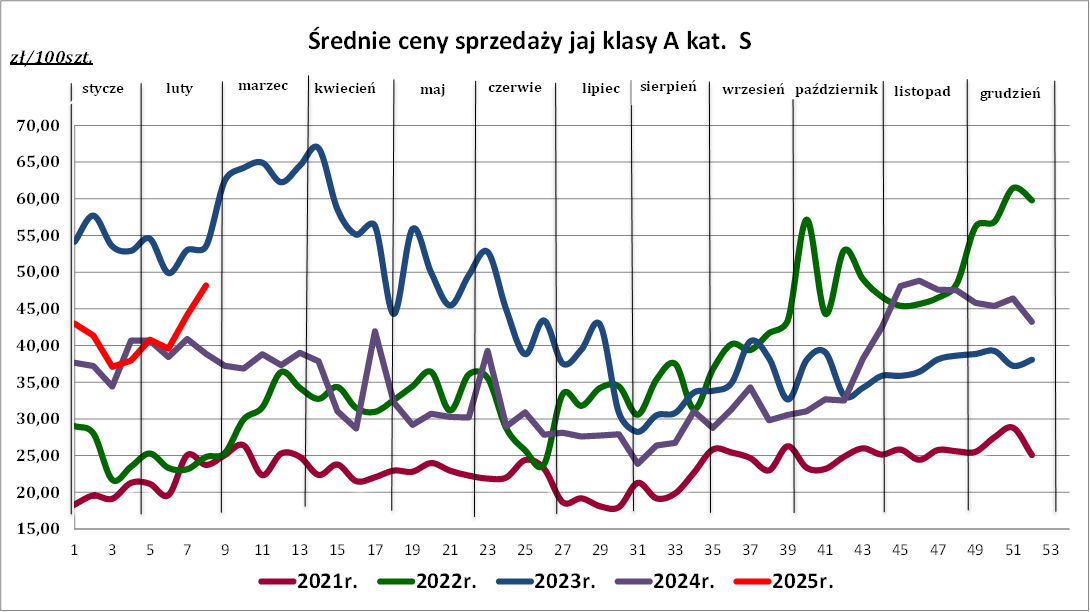 Średnie ceny sprzedaży jaj klasy A kat.  S
zł/100szt.
stycze luty marzec kwiecień maj czerwie lipiec sierpień wrzesień październik listopad grudzień
70,00
65,00
60,00
55,00
50,00
45,00
40,00
35,00
30,00
25,00
20,00
15,00
1 3 5 7 9 11 13 15 17 19 21 23 25 27 29 31 33 35 37 39 41 43 45 47 49 51 53
2021r. 2022r. 2023r. 2024r. 2025r.